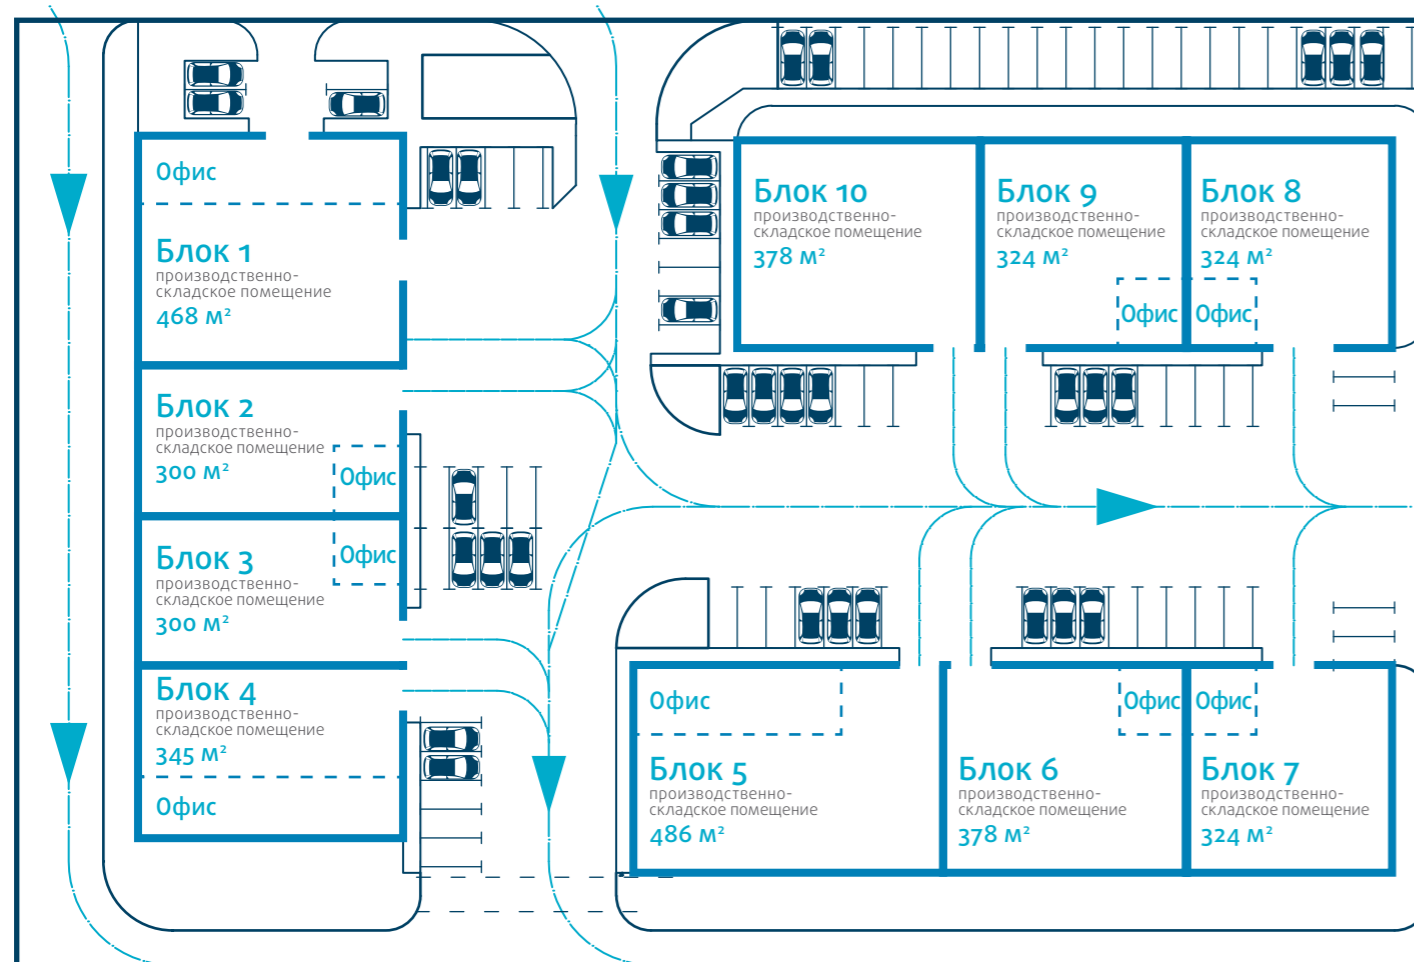 Офис
Блок 1
производственно-
складское помещение
468 м²
Блок 2
производственно-
складское помещение
300 м²
Офис
Блок 3
производственно-
складское помещение
300 м²
Офис
Блок 4
производственно-
складское помещение
345 м²
Офис
Блок 10
производственно-
складское помещение
378 м²
Блок 9
производственно-
складское помещение
324 м²
Офис
Блок 8
производственно-
складское помещение
324 м²
Офис
Офис
Блок 5
производственно-
складское помещение
486 м²
Офис
Блок 6
производственно-
складское помещение
378 м²
Офис
Блок 7
производственно-
складское помещение
324 м²